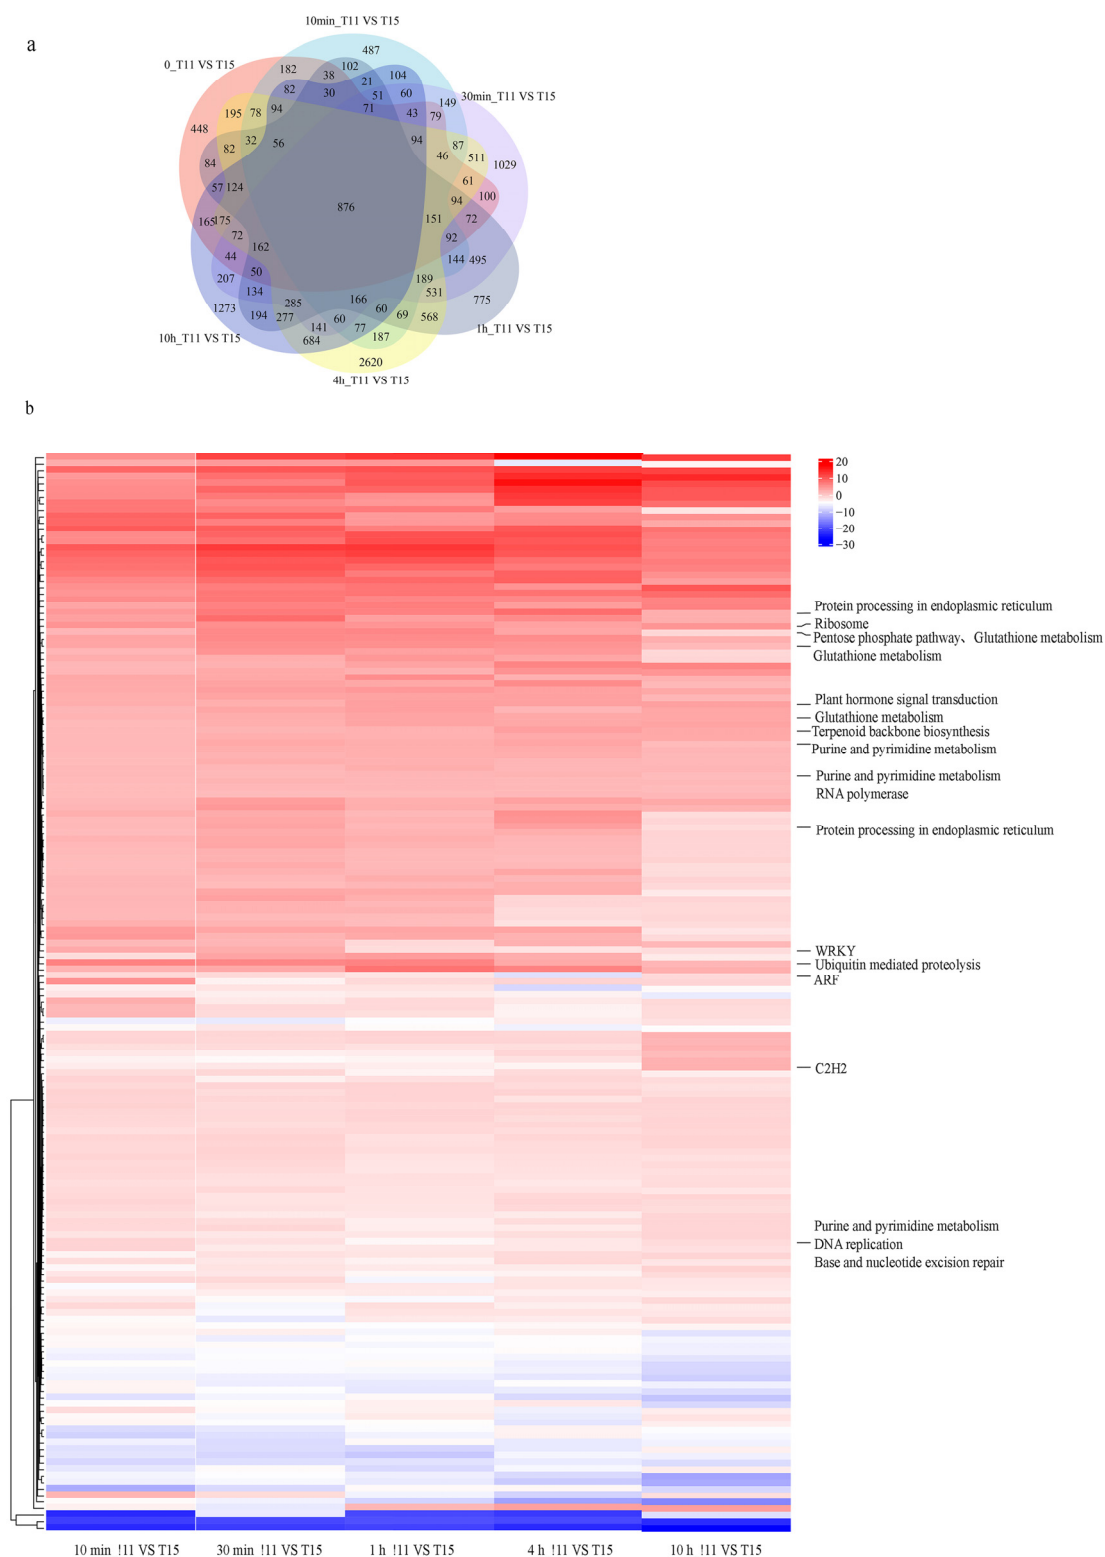 a
10min_T11 VS T15
487
0_T11 VS T15
182
38
102
21
104
82
30
51
60
149
30min_T11 VS T15
195
78
94
71
43
79
448
32
56
94
46
87
511
1029
84
82
61
57
124
94
100
876
165
175
151
72
72
92
44
162
144
495
207
50
189
134
285
166
531
775
1273
194
277
60
60
69
568
10h_T11 VS T15
141
77
187
1h_T11 VS T15
684
2620
4h_T11 VS T15
b
20
10
0
−10
−20
−30
Protein processing in endoplasmic reticulum
Ribosome
Pentose phosphate pathway、Glutathione metabolism
Glutathione metabolism
Plant hormone signal transduction
Glutathione metabolism
Terpenoid backbone biosynthesis
Purine and pyrimidine metabolism
Purine and pyrimidine metabolism
RNA polymerase
Protein processing in endoplasmic reticulum
WRKY
Ubiquitin mediated proteolysis
ARF
C2H2
Purine and pyrimidine metabolism
DNA replication
Base and nucleotide excision repair
10 min !11 VS T15 30 min !11 VS T15 1 h !11 VS T15 4 h !11 VS T15 10 h !11 VS T15